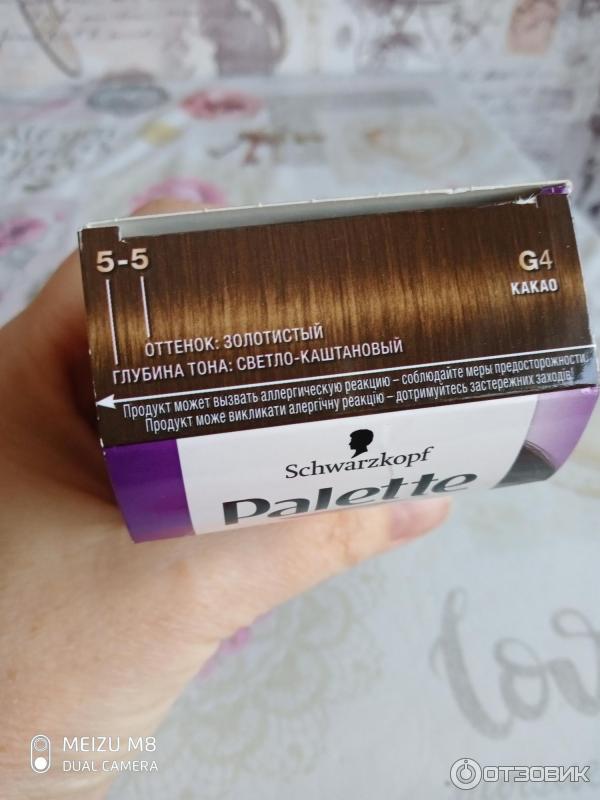 5-5
G4
КАКАО
ОТТЕНОК: ЗОЛОТИСТЫЙ
ГЛУБИНА ТОНА: СВЕТЛО-КАШТАНОВЫЙ
Продукт может вызвать аллергическую реакцию – соблюдайте меры предосторожности.
Продукт може викликати алергічну реакцію – дотримуйтесь застережних заходів!
Schwarzkopf
Palette
love
MEIZU M8
DUAL CAMERA
ОТЗОВИК